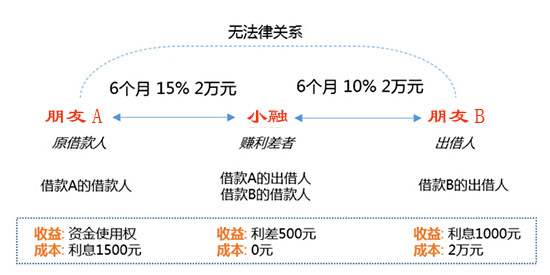 无法律关系
6个月 15% 2万元
6个月 10% 2万元
朋友A
小融
朋友B
原借款人
赚利差者
出借人
借款A的借款人
借款A的出借人
借款B的借款人
借款B的出借人
收益: 资金使用权
成本: 利息1500元
收益: 利差500元
成本: 0元
收益: 利息1000元
成本: 2万元